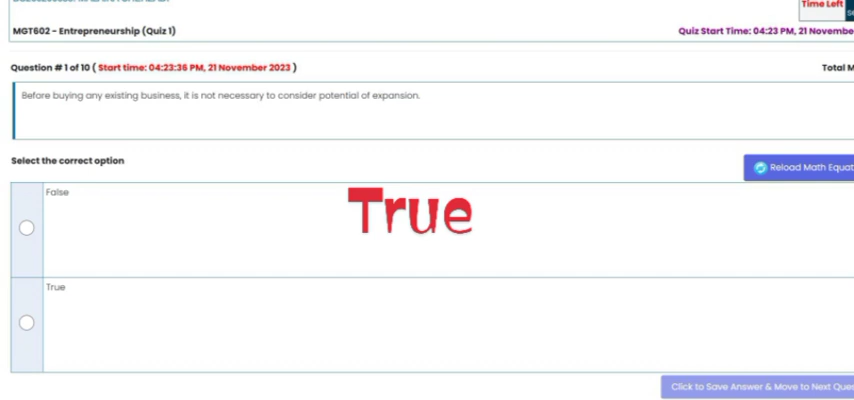 Time Left
MGT602 - Entrepreneurship (Quiz 1)
Quiz Start Time: 04:23 PM, 21 Novembe
Question # 1 of 10 ( Start time: 04:23:36 PM, 21 November 2023 )
Total M
Before buying any existing business, it is not necessary to consider potential of expansion.
Select the correct option
Reload Math Equat
False
True
True
Click to Save Answer & Move to Next Ques